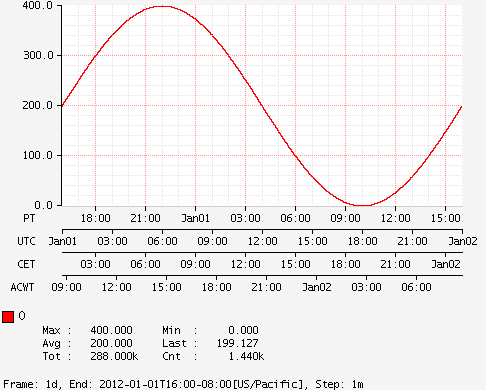 400.0
300.0
200.0
100.0
0.0
PT 18:00 21:00 Jan01 03:00 06:00 09:00 12:00 15:00
UTC Jan01 03:00 06:00 09:00 12:00 15:00 18:00 21:00 Jan02
CET 03:00 06:00 09:00 12:00 15:00 18:00 21:00 Jan02
ACWT 09:00 12:00 15:00 18:00 21:00 Jan02 03:00 06:00
0
Max : 400.000 Min : 0.000
Avg : 200.000 Last : 199.127
Tot : 288.000k Cnt : 1.440k
Frame: 1d, End: 2012-01-01T16:00-08:00[US/Pacific], Step: 1m